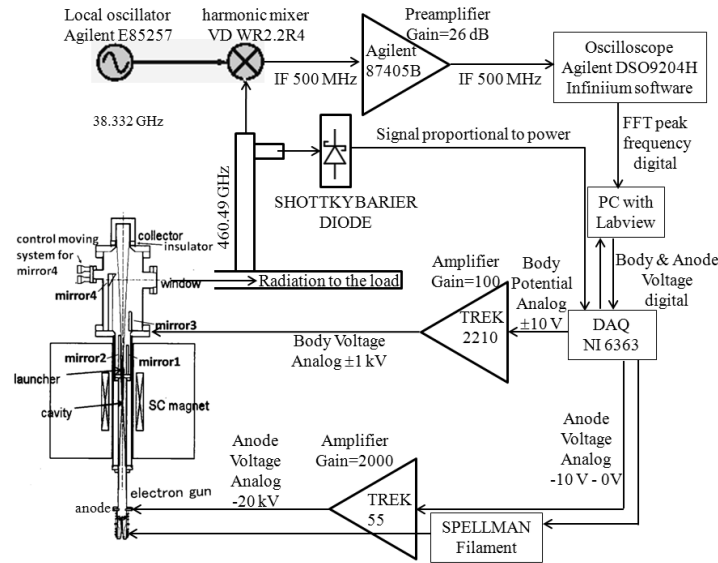 Local oscillator
Agilent E85257
harmonic mixer
VD WR2.2R4
Preamplifier
Gain=26 dB
Agilent
87405B
IF 500 MHz
IF 500 MHz
Oscilloscope
Agilent DSO9204H
Infiniium software
38.332 GHz
460.49 GHz
Signal proportional to power
FFT peak
frequency
digital
SHOTTKY BARIER
DIODE
PC with
Labview
collector
insulator
control moving
system for
mirror4
mirror4
window
Radiation to the load
Amplifier
Gain=100
Body
Potential
Analog
±10 V
Body & Anode
Voltage
digital
mirror3
TREK
2210
DAQ
NI 6363
Body Voltage
Analog ±1 kV
mirror2
mirror1
launcher
cavity
SC magnet
Anode
Voltage
Analog
-20 kV
Amplifier
Gain=2000
Anode
Voltage
Analog
-10 V - 0V
electron gun
anode
TREK
55
SPELLMAN
Filament